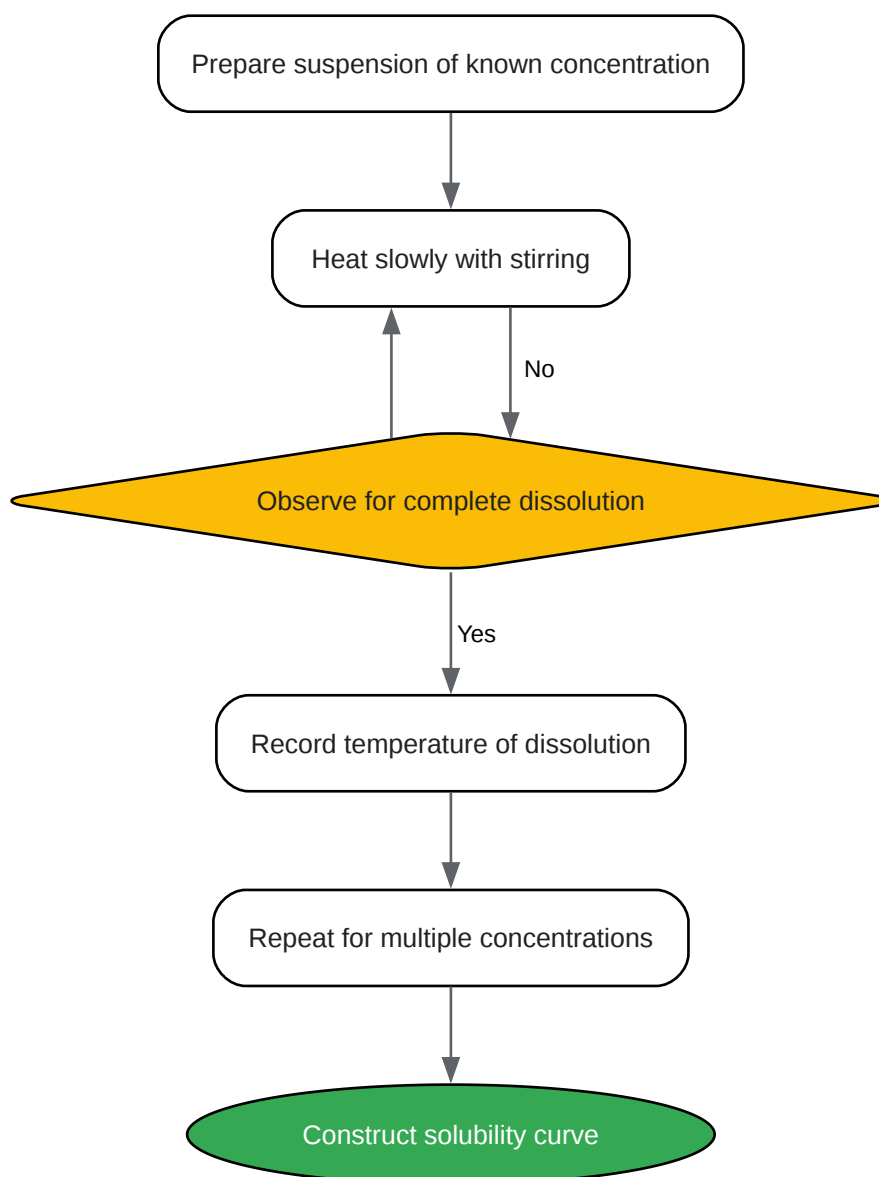 Prepare suspension of known concentration
Heat slowly with stirring
No
Observe for complete dissolution
Yes
Record temperature of dissolution
Repeat for multiple concentrations
Construct solubility curve